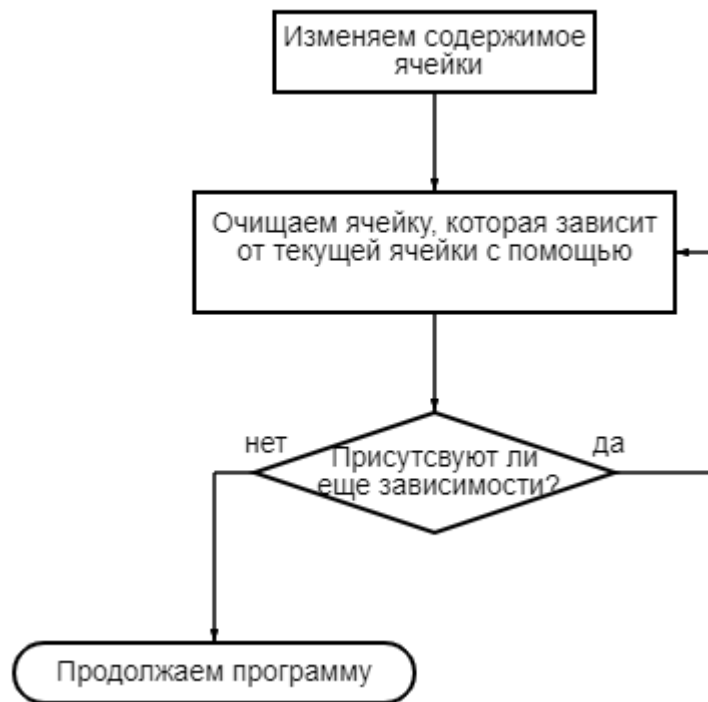 Изменяем содержимое
ячейки
Очищаем ячейку, которая зависит
от текущей ячейки с помощью
нет
да
Присутсвуют ли
еще зависимости?
Продолжаем программу